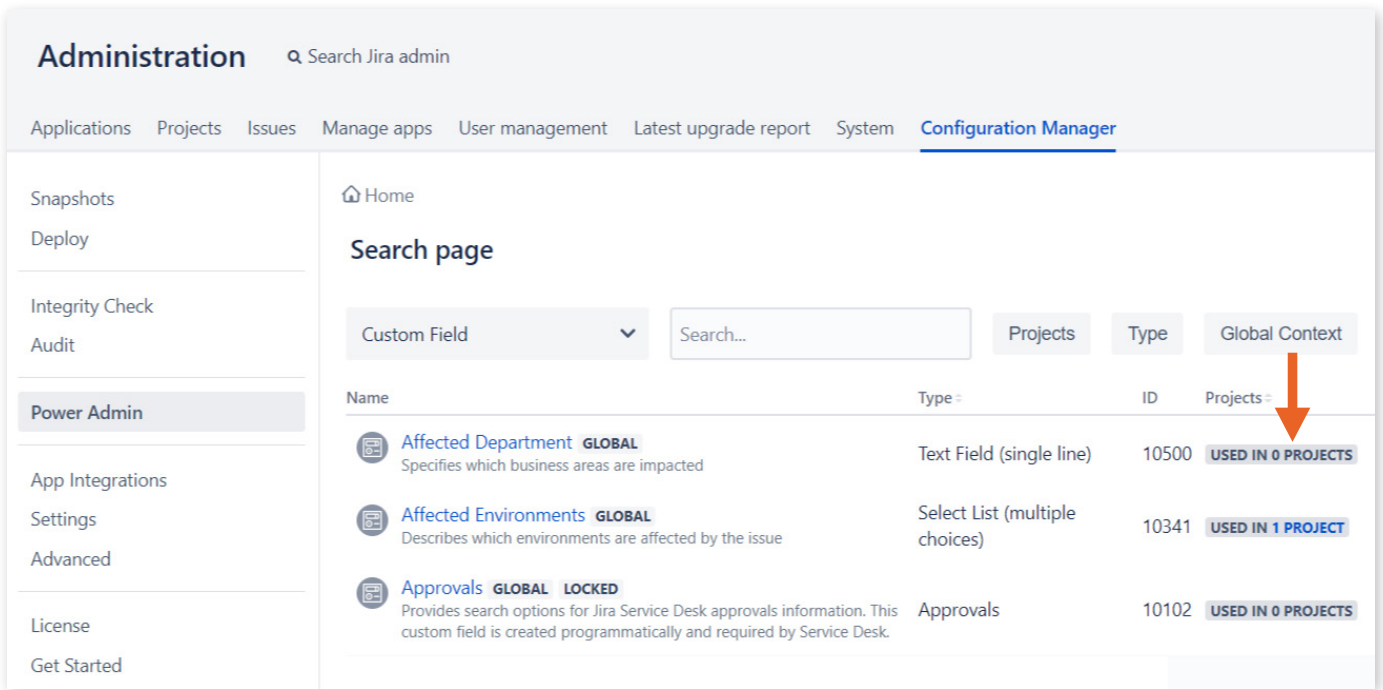 Administration
Search Jira admin
Applications Projects Issues Manage apps User management Latest upgrade report System Configuration Manager
Snapshots
Deploy
Integrity Check
Audit
Power Admin
App Integrations
Settings
Advanced
License
Get Started
Home
Search page
Custom Field
Search...
Projects
Type
Global Context
Name Type ID Projects
Affected Department GLOBAL
Specifies which business areas are impacted
Text Field (single line)
10500
USED IN 0 PROJECTS
Affected Environments GLOBAL
Describes which environments are affected by the issue
Select List (multiple
choices)
10341
USED IN 1 PROJECT
Approvals GLOBAL LOCKED
Provides search options for Jira Service Desk approvals information. This
custom field is created programmatically and required by Service Desk.
Approvals
10102
USED IN 0 PROJECTS